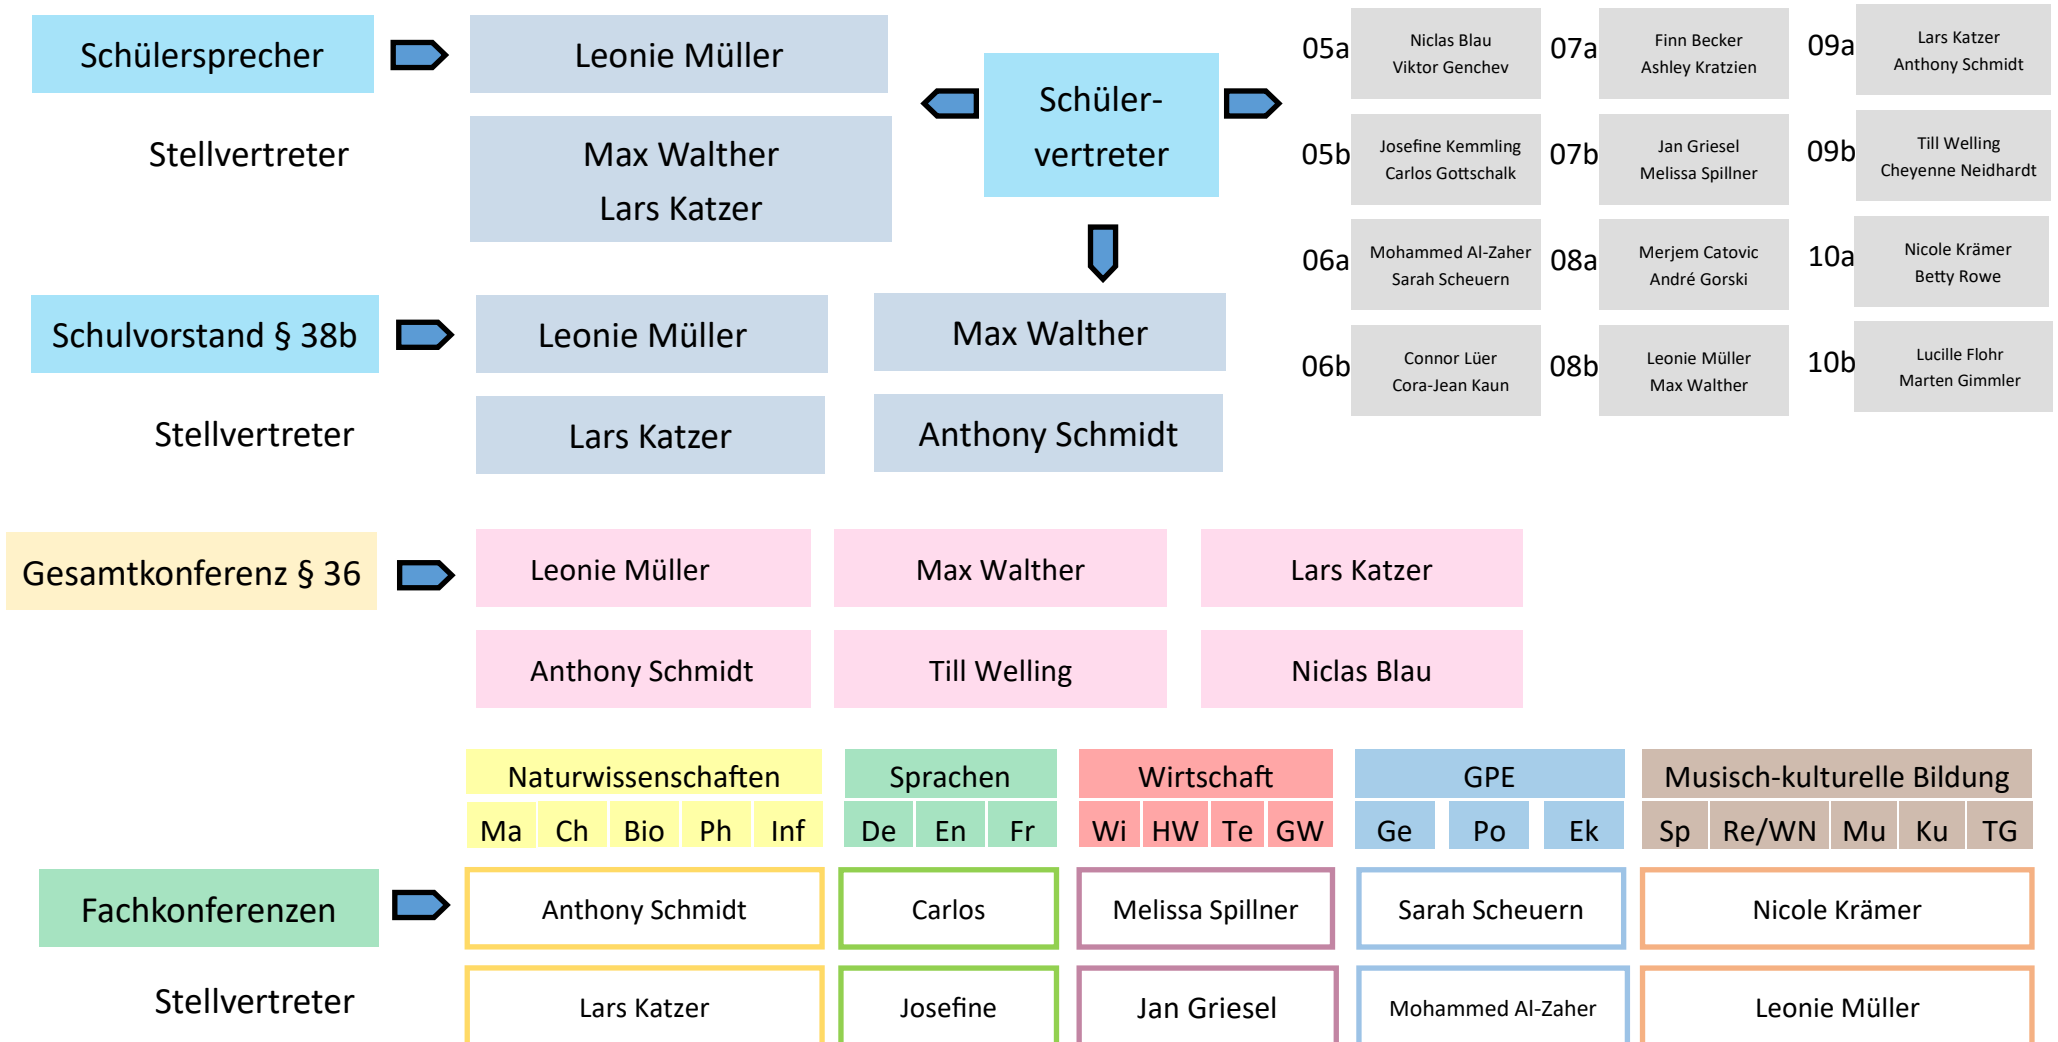 Schülersprecher
Leonie Müller
Stellvertreter
Max Walther
Lars Katzer
Schüler-
vertreter
05a
Niclas Blau
Viktor Genchev
07a
Finn Becker
Ashley Kratzien
09a
Lars Katzer
Anthony Schmidt
05b
Josefine Kemmling
Carlos Gottschalk
07b
Jan Griesel
Melissa Spillner
09b
Till Welling
Cheyenne Neidhardt
06a
Mohammed Al-Zaher
Sarah Scheuern
08a
Merjem Catovic
André Gorski
10a
Nicole Krämer
Betty Rowe
06b
Connor Lüer
Cora-Jean Kaun
08b
Leonie Müller
Max Walther
10b
Lucille Flohr
Marten Gimmler
Schulvorstand § 38b
Leonie Müller
Max Walther
Stellvertreter
Lars Katzer
Anthony Schmidt
Gesamtkonferenz § 36
Leonie Müller
Max Walther
Lars Katzer
Anthony Schmidt
Till Welling
Niclas Blau
Naturwissenschaften
Sprachen
Wirtschaft
GPE
Musisch-kulturelle Bildung
Ma Ch Bio Ph Inf
De En Fr
Wi HW Te GW
Ge Po Ek
Sp Re/WN Mu Ku TG
Fachkonferenzen
Anthony Schmidt
Carlos
Melissa Spillner
Sarah Scheuern
Nicole Krämer
Stellvertreter
Lars Katzer
Josefine
Jan Griesel
Mohammed Al-Zaher
Leonie Müller